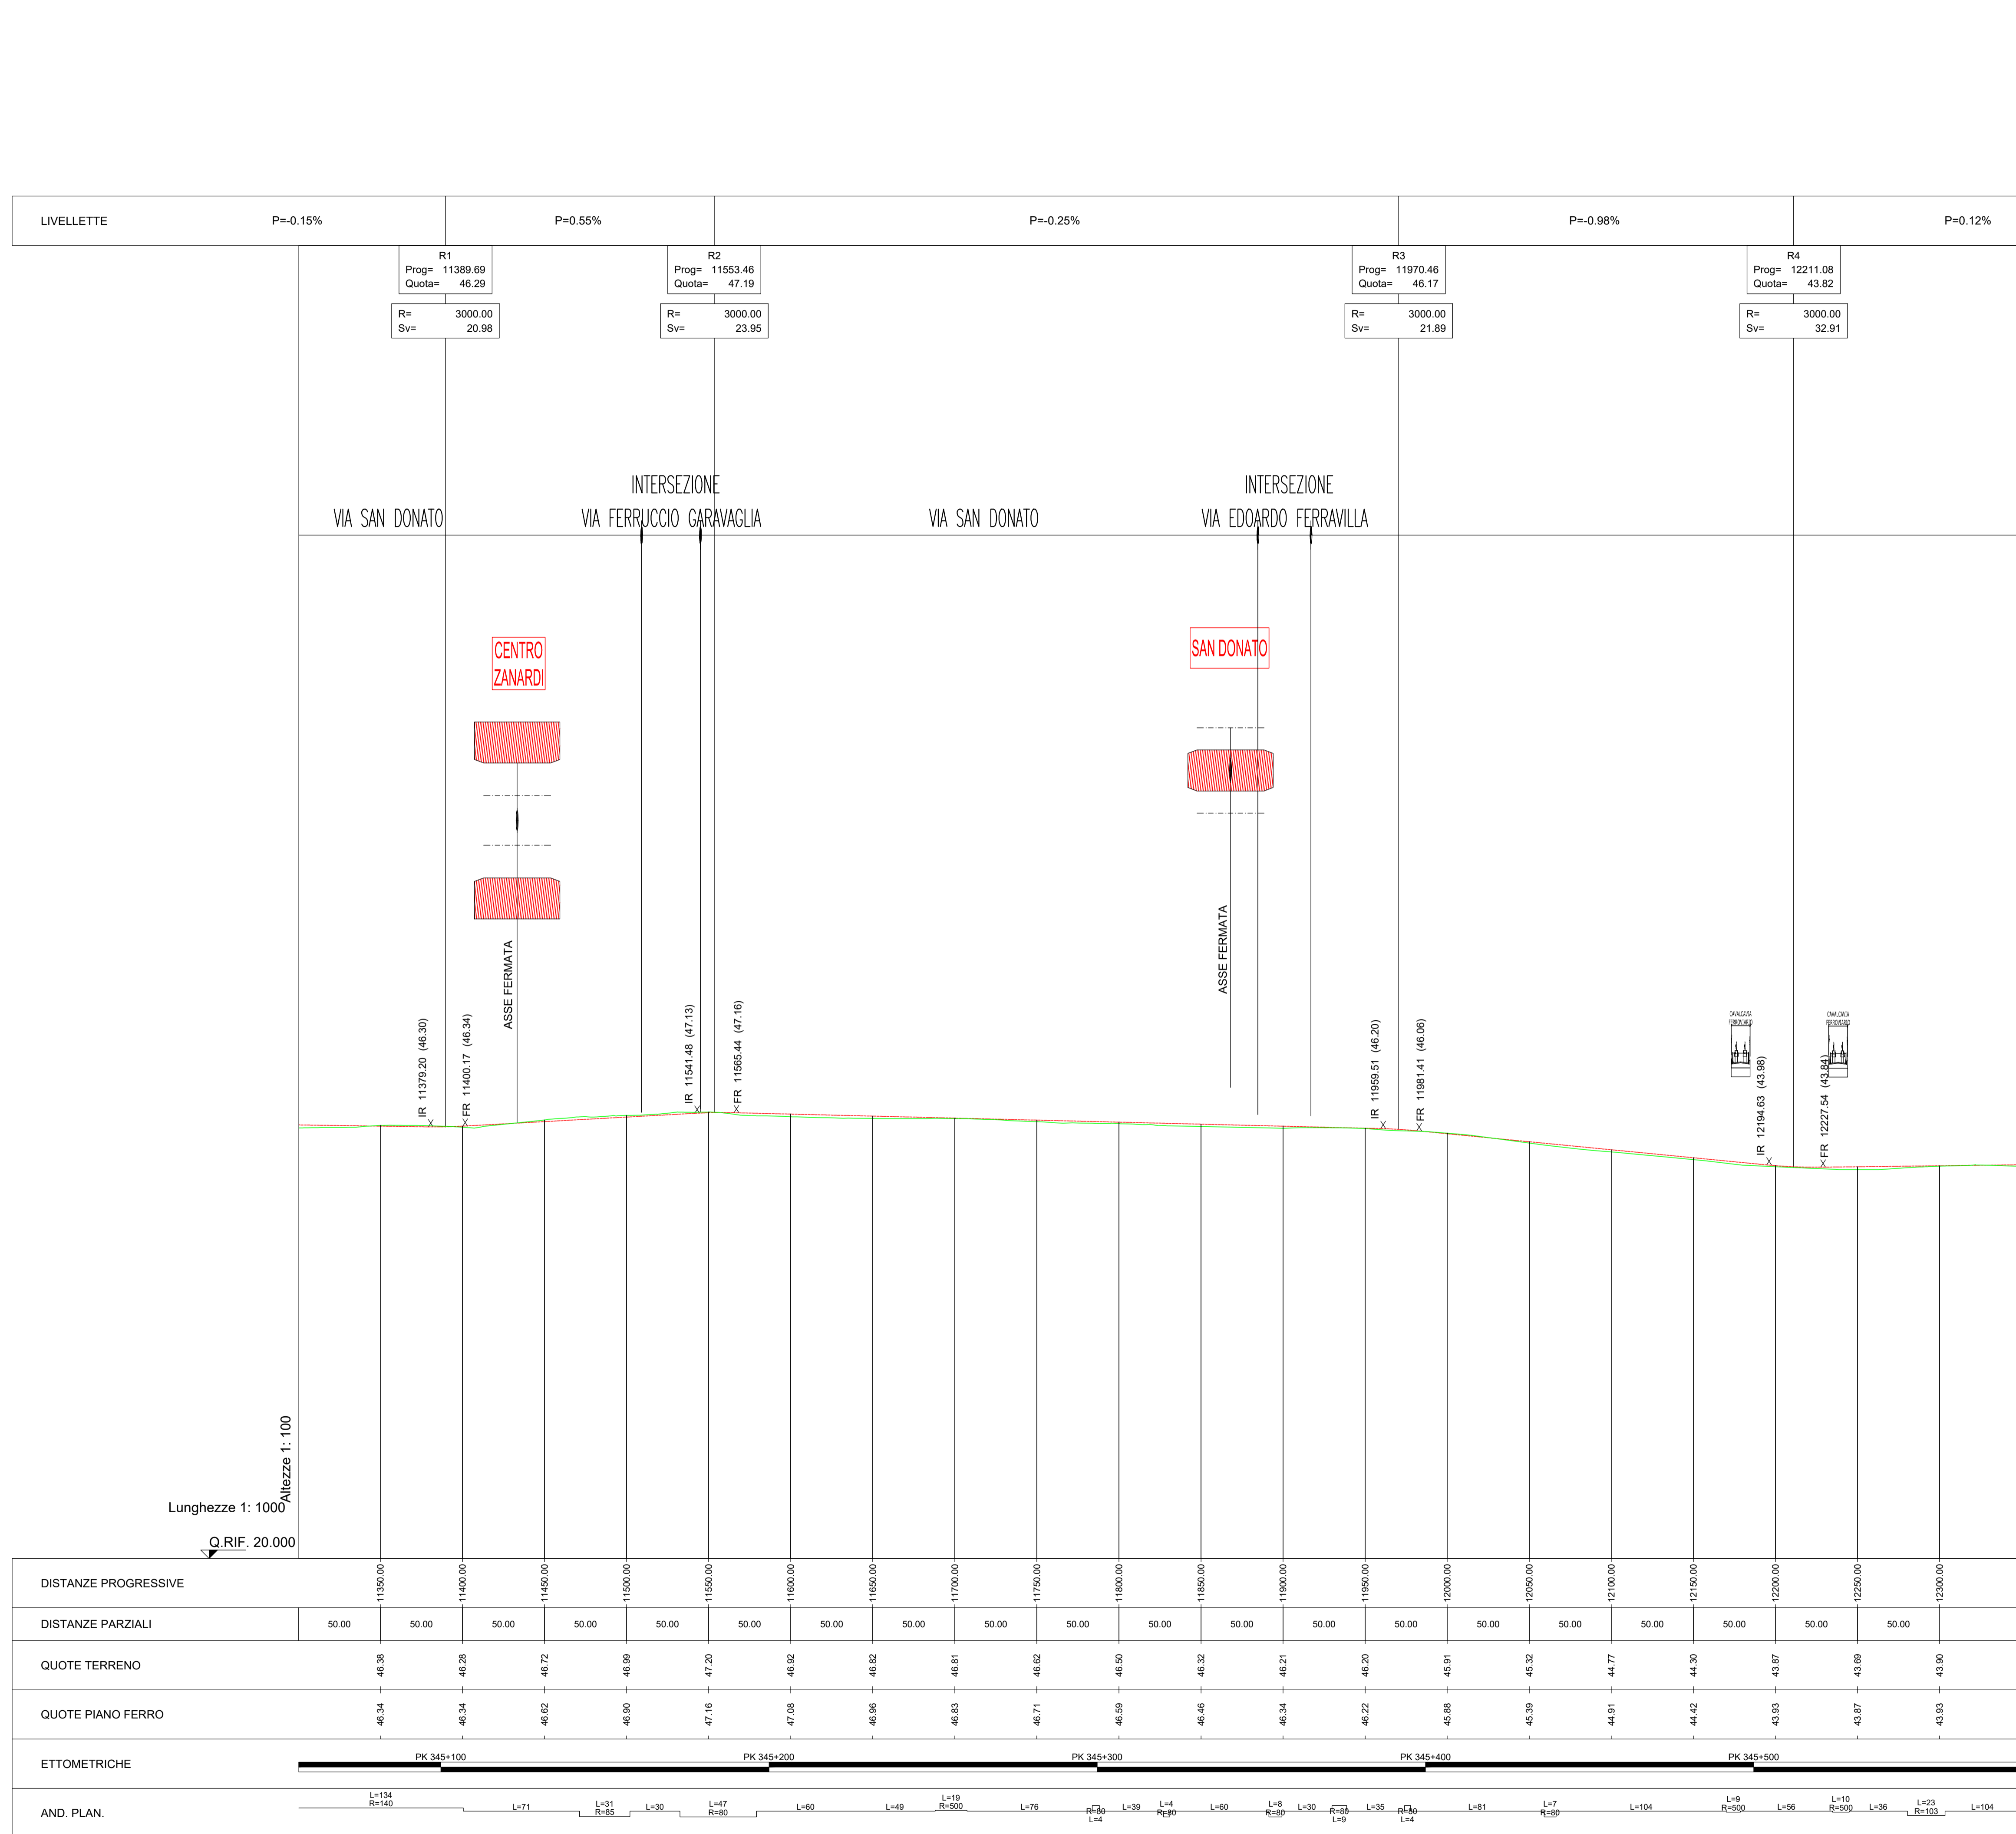 LIVELLETTE P=-0.15% P=0.55% P=-0.25% P=-0.98% P=0.12%
R1
Prog= 11389.69
Quota= 46.29
R= 3000.00
Sv= 20.98
R2
Prog= 11553.46
Quota= 47.19
R= 3000.00
Sv= 23.95
R3
Prog= 11970.46
Quota= 46.17
R= 3000.00
Sv= 21.89
R4
Prog= 12211.08
Quota= 43.82
R= 3000.00
Sv= 32.91
VIA SAN DONATO
INTERSEZIONE
VIA FERRUCCIO GARAVAGLIA
VIA SAN DONATO
INTERSEZIONE
VIA EDOARDO FERRAVILLA
CENTRO
ZANARDI
SAN DONATO
ASSE FERMATA
ASSE FERMATA
IR 11379.20 (46.30)
FR 11400.17 (46.34)
IR 11541.48 (47.13)
FR 11565.44 (47.16)
IR 11959.51 (46.20)
FR 11981.41 (46.06)
CAVALCAVIA
FERROVIARIO
IR 12194.63 (43.98)
CAVALCAVIA
FERROVIARIO
FR 12227.54 (43.84)
Altezze 1: 100
Lunghezze 1: 1000
Q.RIF. 20.000
DISTANZE PROGRESSIVE 11350.00 11400.00 11450.00 11500.00 11550.00 11600.00 11650.00 11700.00 11750.00 11800.00 11850.00 11900.00 11950.00 12000.00 12050.00 12100.00 12150.00 12200.00 12250.00 12300.00
DISTANZE PARZIALI 50.00 50.00 50.00 50.00 50.00 50.00 50.00 50.00 50.00 50.00 50.00 50.00 50.00 50.00 50.00 50.00 50.00 50.00 50.00 50.00
QUOTE TERRENO 46.38 46.28 46.72 46.99 47.20 46.92 46.82 46.81 46.62 46.50 46.32 46.21 46.20 45.91 45.32 44.77 44.30 43.87 43.69 43.90
QUOTE PIANO FERRO 46.34 46.34 46.62 46.90 47.16 47.08 46.96 46.83 46.71 46.59 46.46 46.34 46.22 45.88 45.39 44.91 44.42 43.93 43.87 43.93
ETTOMETRICHE PK 345+100 PK 345+200 PK 345+300 PK 345+400 PK 345+500
AND. PLAN.
L=134
R=140
L=71
L=31
R=85
L=30
L=47
R=80
L=60
L=49
L=19
R=500
L=76
R=80
L=4
L=39
L=4
R=80
L=60
L=8
R=80
L=30
R=80
L=9
L=35
R=80
L=4
L=81
L=7
R=80
L=104
L=9
R=500
L=56
L=10
R=500
L=36
L=23
R=103
L=104